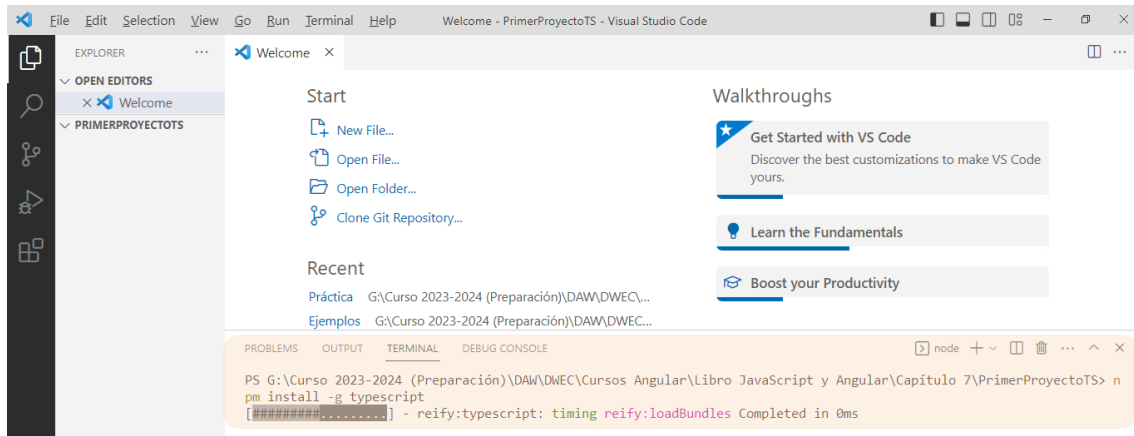 File Edit Selection View Go Run Terminal Help Welcome - PrimerProyectoTS - Visual Studio Code
EXPLORER
OPEN EDITORS
Welcome
PRIMERPROYECTOTS
Welcome
Start
New File...
Open File...
Open Folder...
Clone Git Repository...
Recent
Práctica G:\Curso 2023-2024 (Preparación)\DAW\DWEC\...
Ejemplos G:\Curso 2023-2024 (Preparación)\DAW\DWEC...
Walkthroughs
Get Started with VS Code
Discover the best customizations to make VS Code
yours.
Learn the Fundamentals
Boost your Productivity
PROBLEMS OUTPUT TERMINAL DEBUG CONSOLE node
PS G:\Curso 2023-2024 (Preparación)\DAW\DWEC\Cursos Angular\Libro JavaScript y Angular\Capítulo 7\PrimerProyectoTS> n
pm install -g typescript
[#########.........] - reify:typescript: timing reify:loadBundles Completed in 0ms